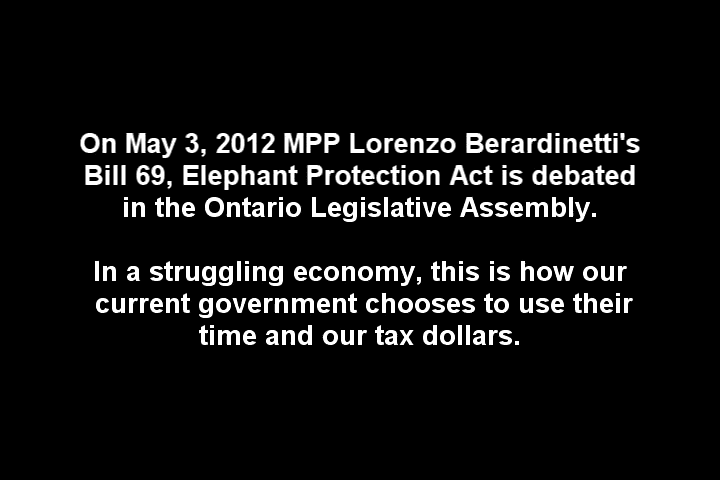 On May 3, 2012 MPP Lorenzo Berardinetti's
Bill 69, Elephant Protection Act is debated
in the Ontario Legislative Assembly.
In a struggling economy, this is how our
current government chooses to use their
time and our tax dollars.